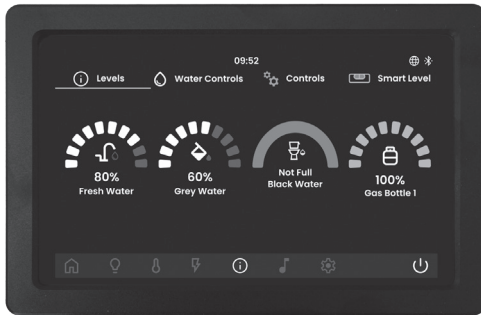 09:52
Levels
Water Controls
Controls
Smart Level
80%
Fresh Water
60%
Grey Water
Not Full
Black Water
100%
Gas Bottle 1